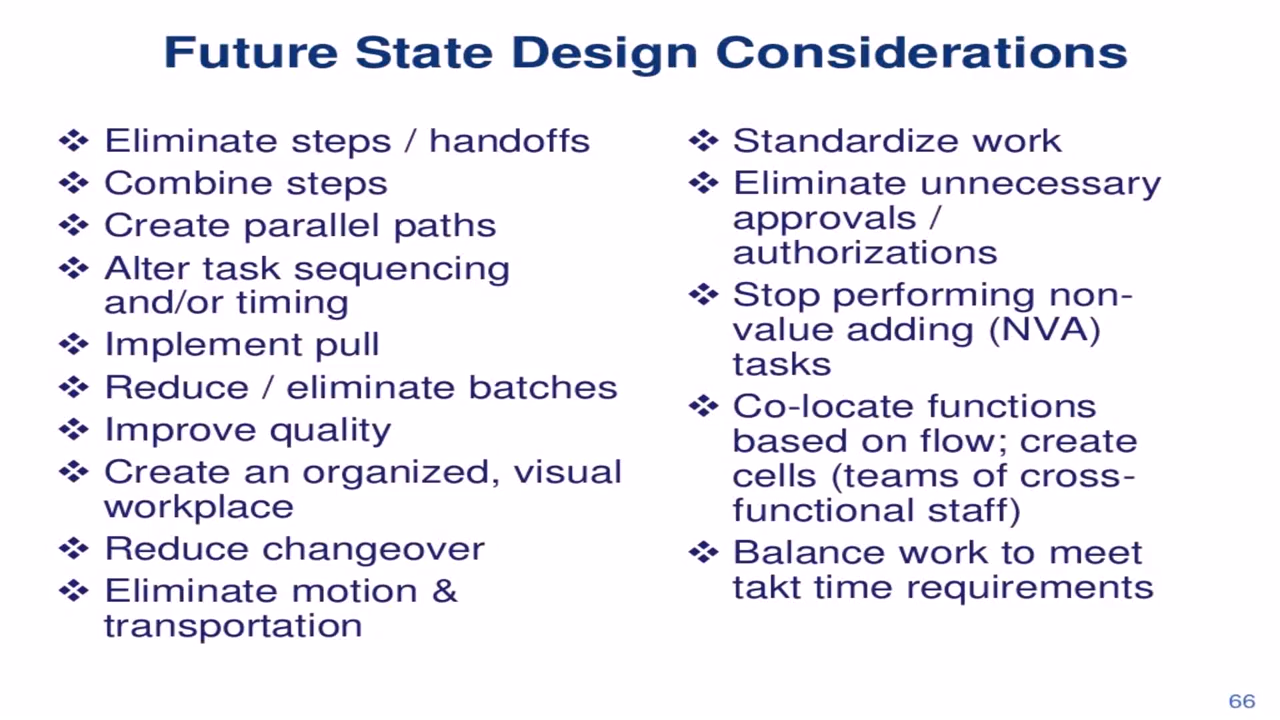 Future State Design Considerations
❖ Eliminate steps / handoffs
❖ Combine steps
❖ Create parallel paths
❖ Alter task sequencing
and/or timing
❖ Implement pull
❖ Reduce / eliminate batches
❖ Improve quality
❖ Create an organized, visual
workplace
❖ Reduce changeover
❖ Eliminate motion &
transportation
❖ Standardize work
❖ Eliminate unnecessary
approvals /
authorizations
❖ Stop performing non-
value adding (NVA)
tasks
❖ Co-locate functions
based on flow; create
cells (teams of cross-
functional staff)
❖ Balance work to meet
takt time requirements
66